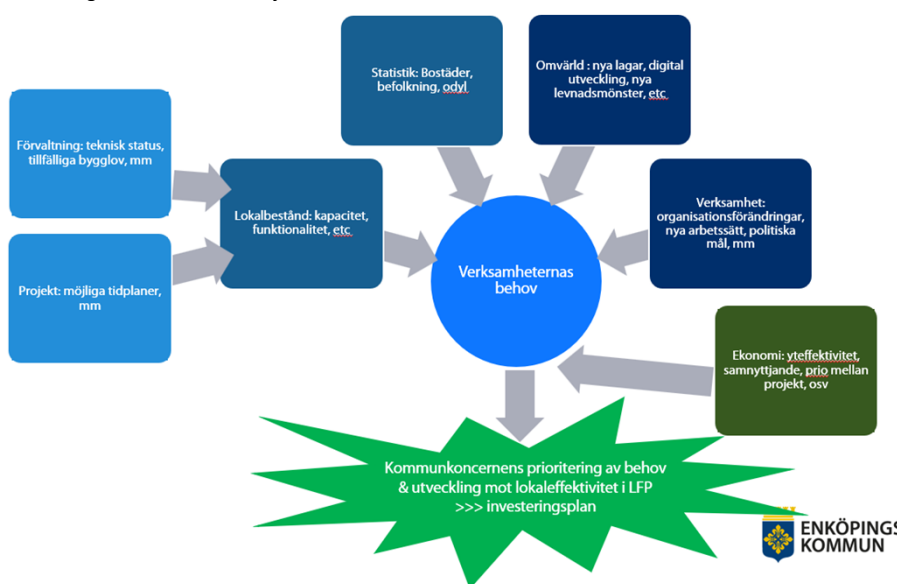 Statistik: Bostäder,
befolkning, odyl
Omvärld : nya lagar, digital
utveckling, nya
levnadsmönster, etc
Förvaltning: teknisk status,
tillfälliga bygglov, mm
Lokalbestånd: kapacitet,
funktionalitet, etc
Verksamhet:
organisationsförändringar,
nya arbetssätt, politiska
mål, mm
Projekt: möjliga tidplaner,
mm
Verksamheternas
behov
Ekonomi: yteffektivitet,
samnyttjande, prio mellan
projekt, osv
Kommunkoncernens prioritering av behov
& utveckling mot lokaleffektivitet i LFP
>>> investeringsplan
ENKÖPINGS
KOMMUN